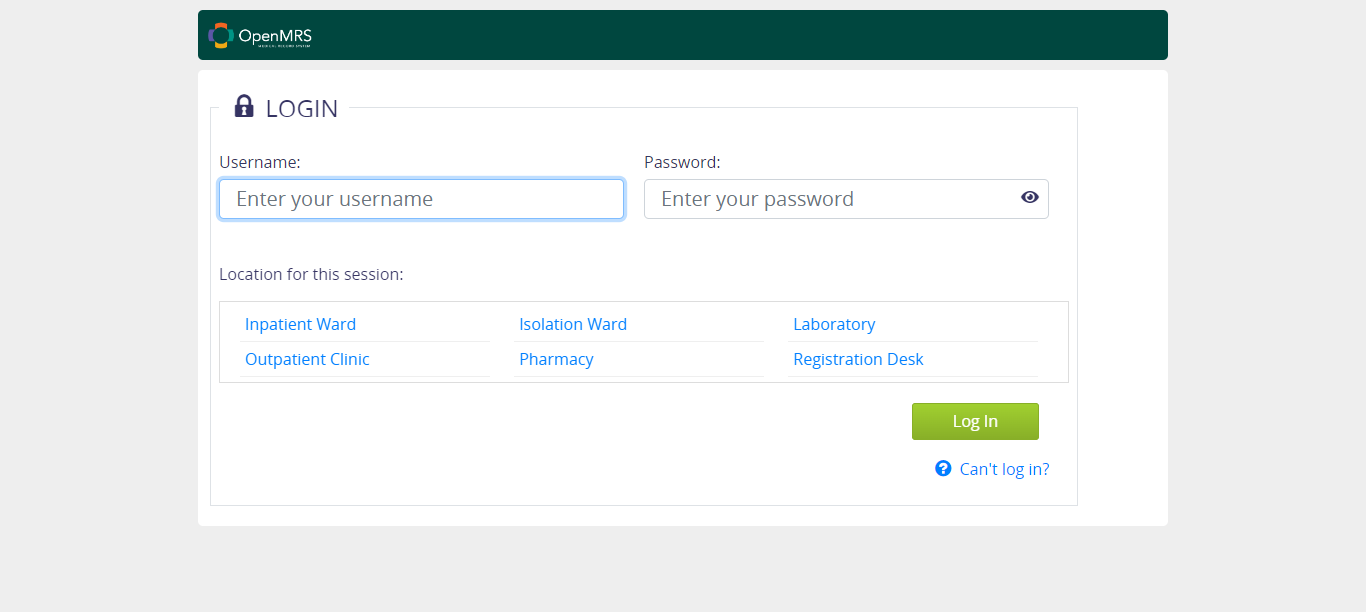 OpenMRS
MEDICAL RECORD SYSTEM
LOGIN
Username: Password:
Enter your username Enter your password
Location for this session:
Inpatient Ward Isolation Ward Laboratory
Outpatient Clinic Pharmacy Registration Desk
Log In
Can't log in?